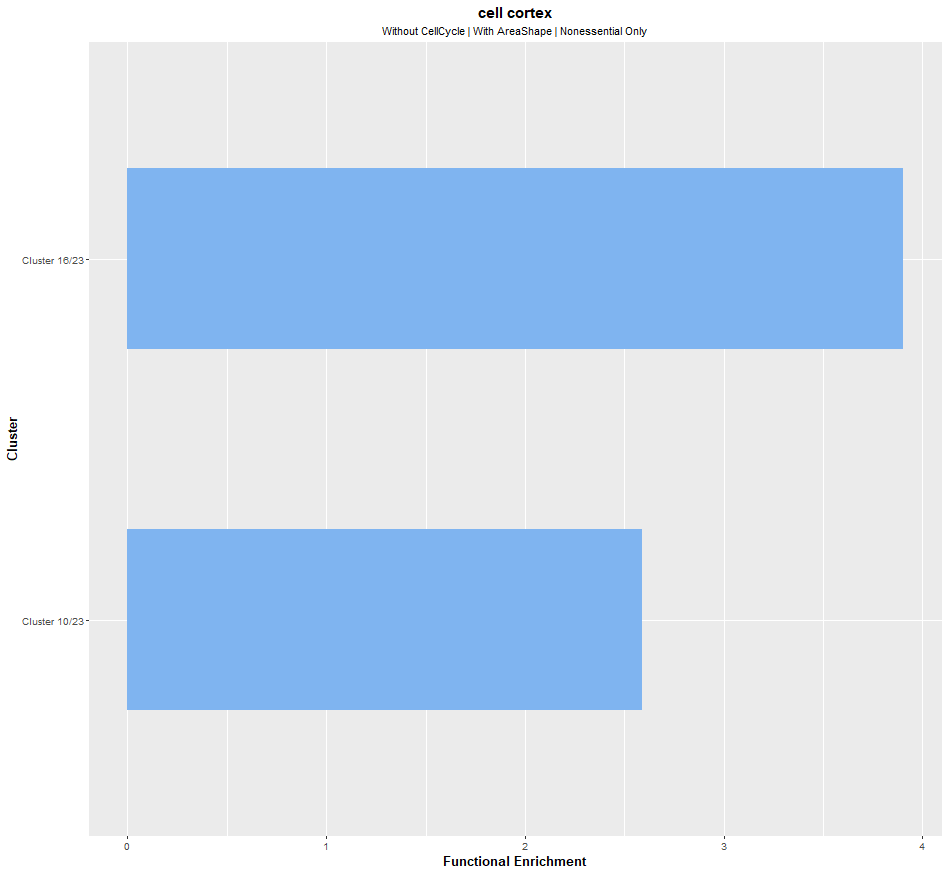 cell cortex
Without CellCycle | With AreaShape | Nonessential Only
Cluster
Cluster 16/23
Cluster 10/23
0 1 2 3 4
Functional Enrichment